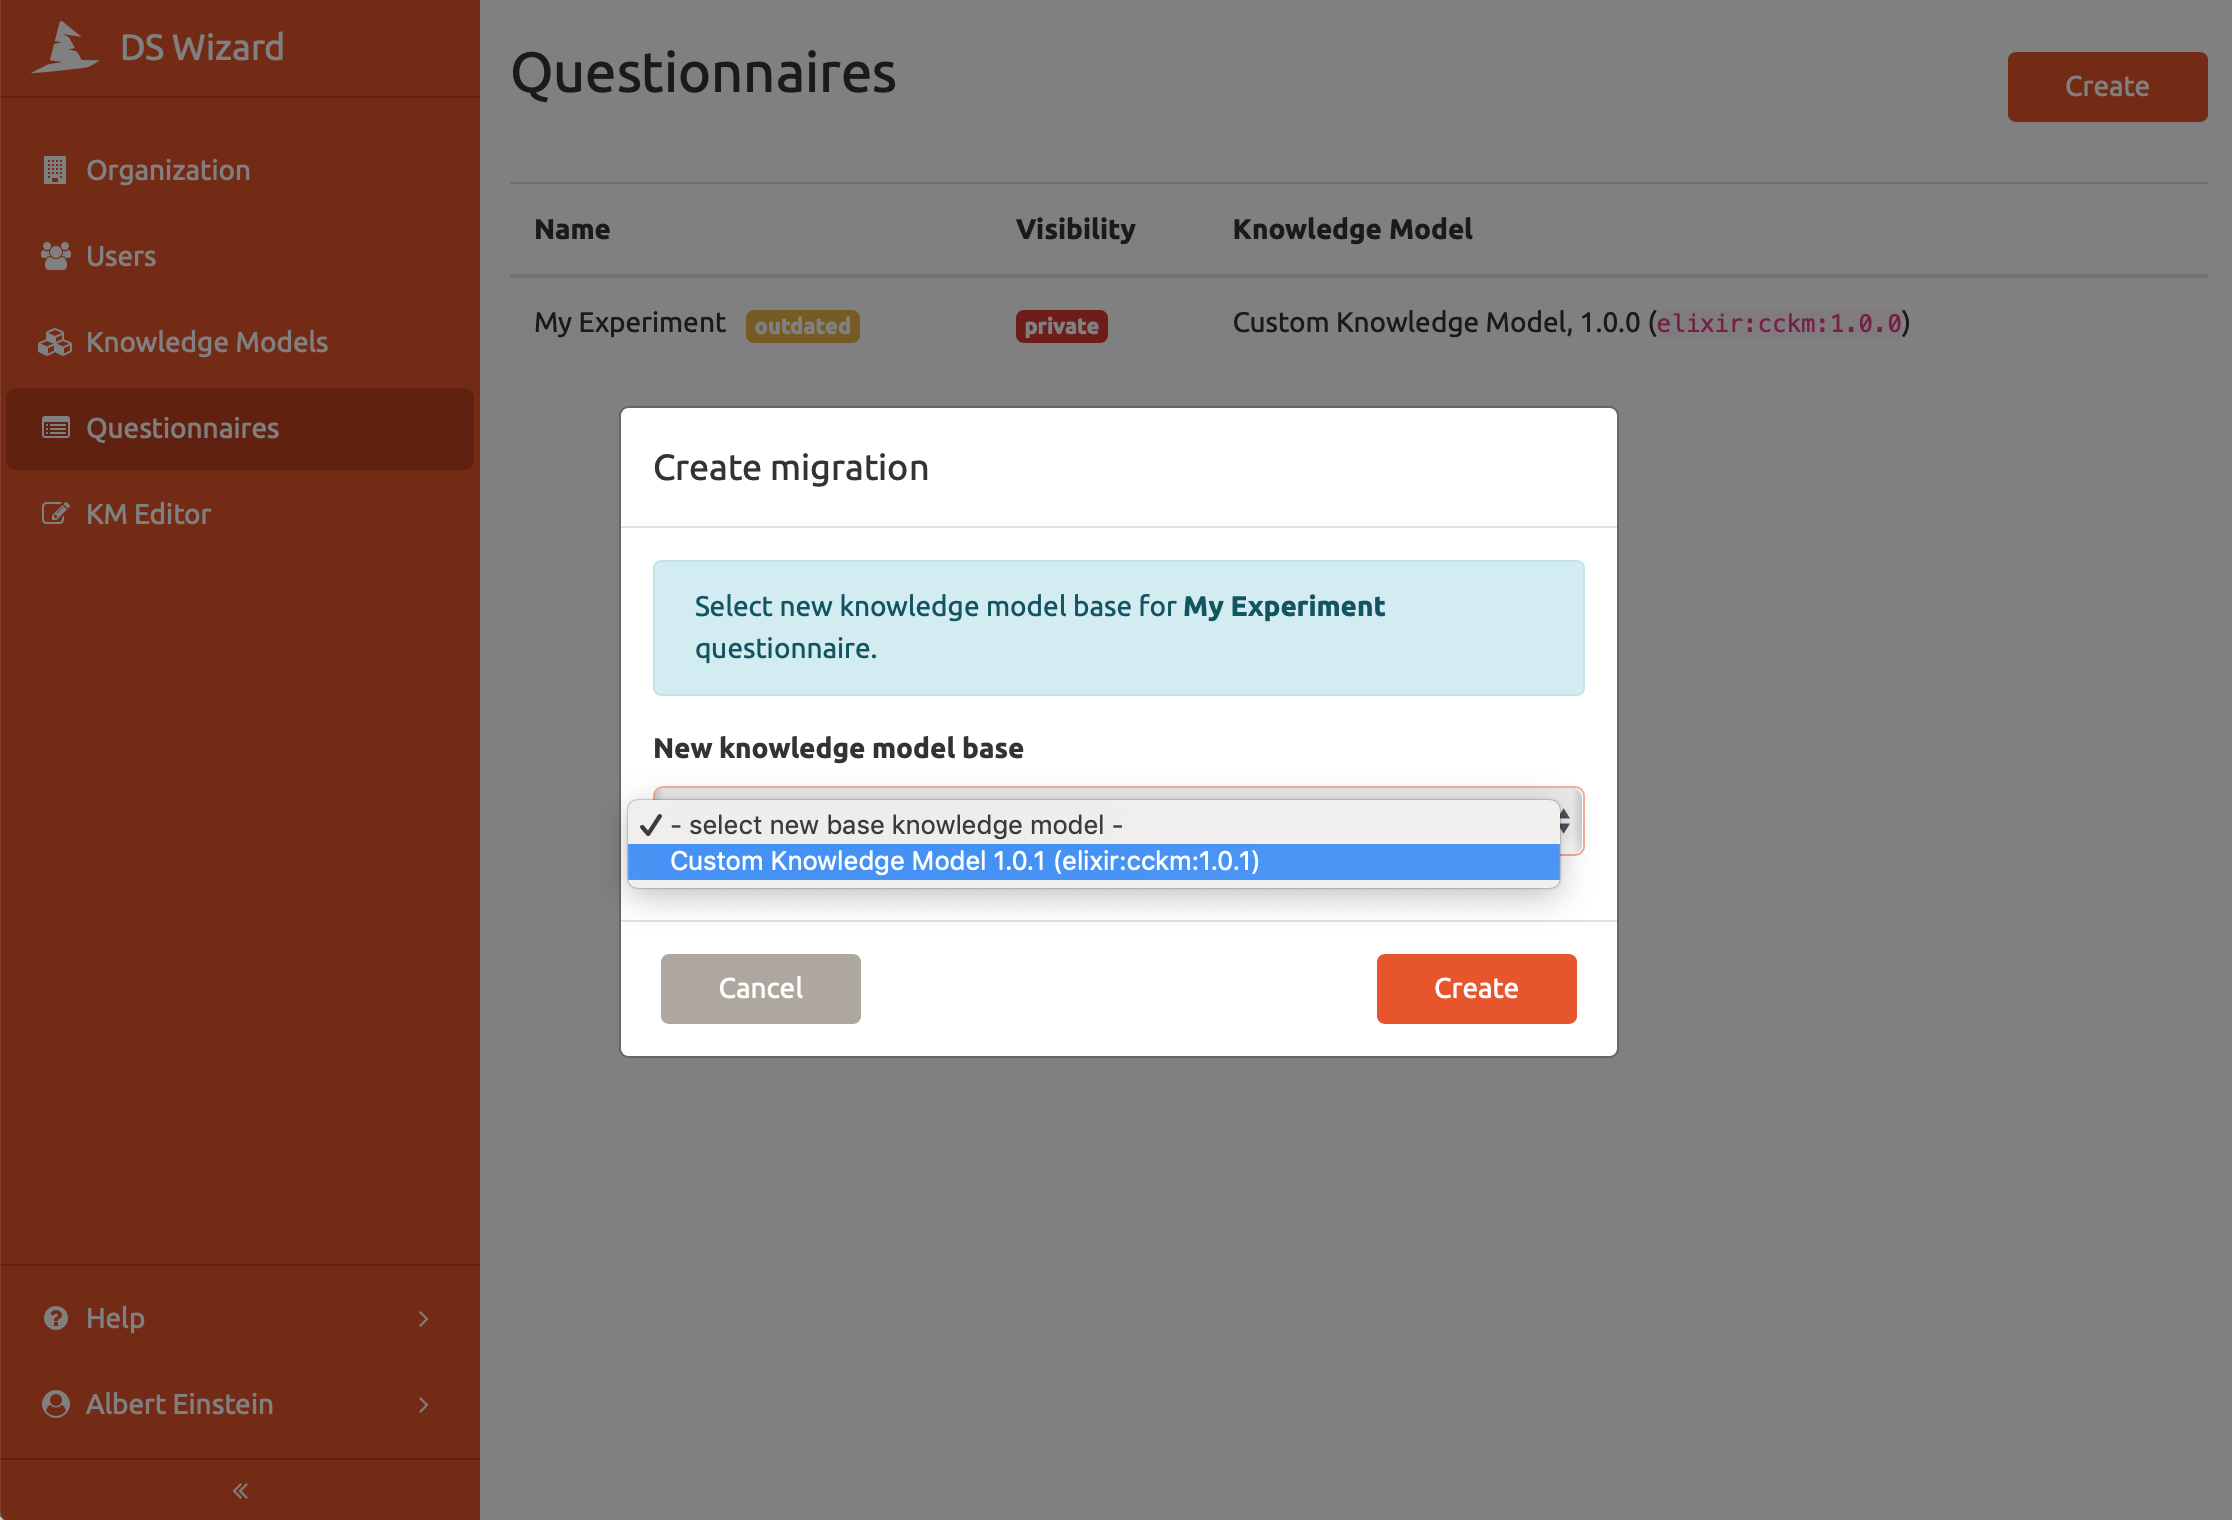 DS Wizard
Organization
Users
Knowledge Models
Questionnaires
KM Editor
Help
Albert Einstein
Questionnaires
Create
Name Visibility Knowledge Model
My Experiment outdated private Custom Knowledge Model, 1.0.0 (elixir:cckm:1.0.0)
Create migration
Select new knowledge model base for My Experiment
questionnaire.
New knowledge model base
- select new base knowledge model -
Custom Knowledge Model 1.0.1 (elixir:cckm:1.0.1)
Cancel Create